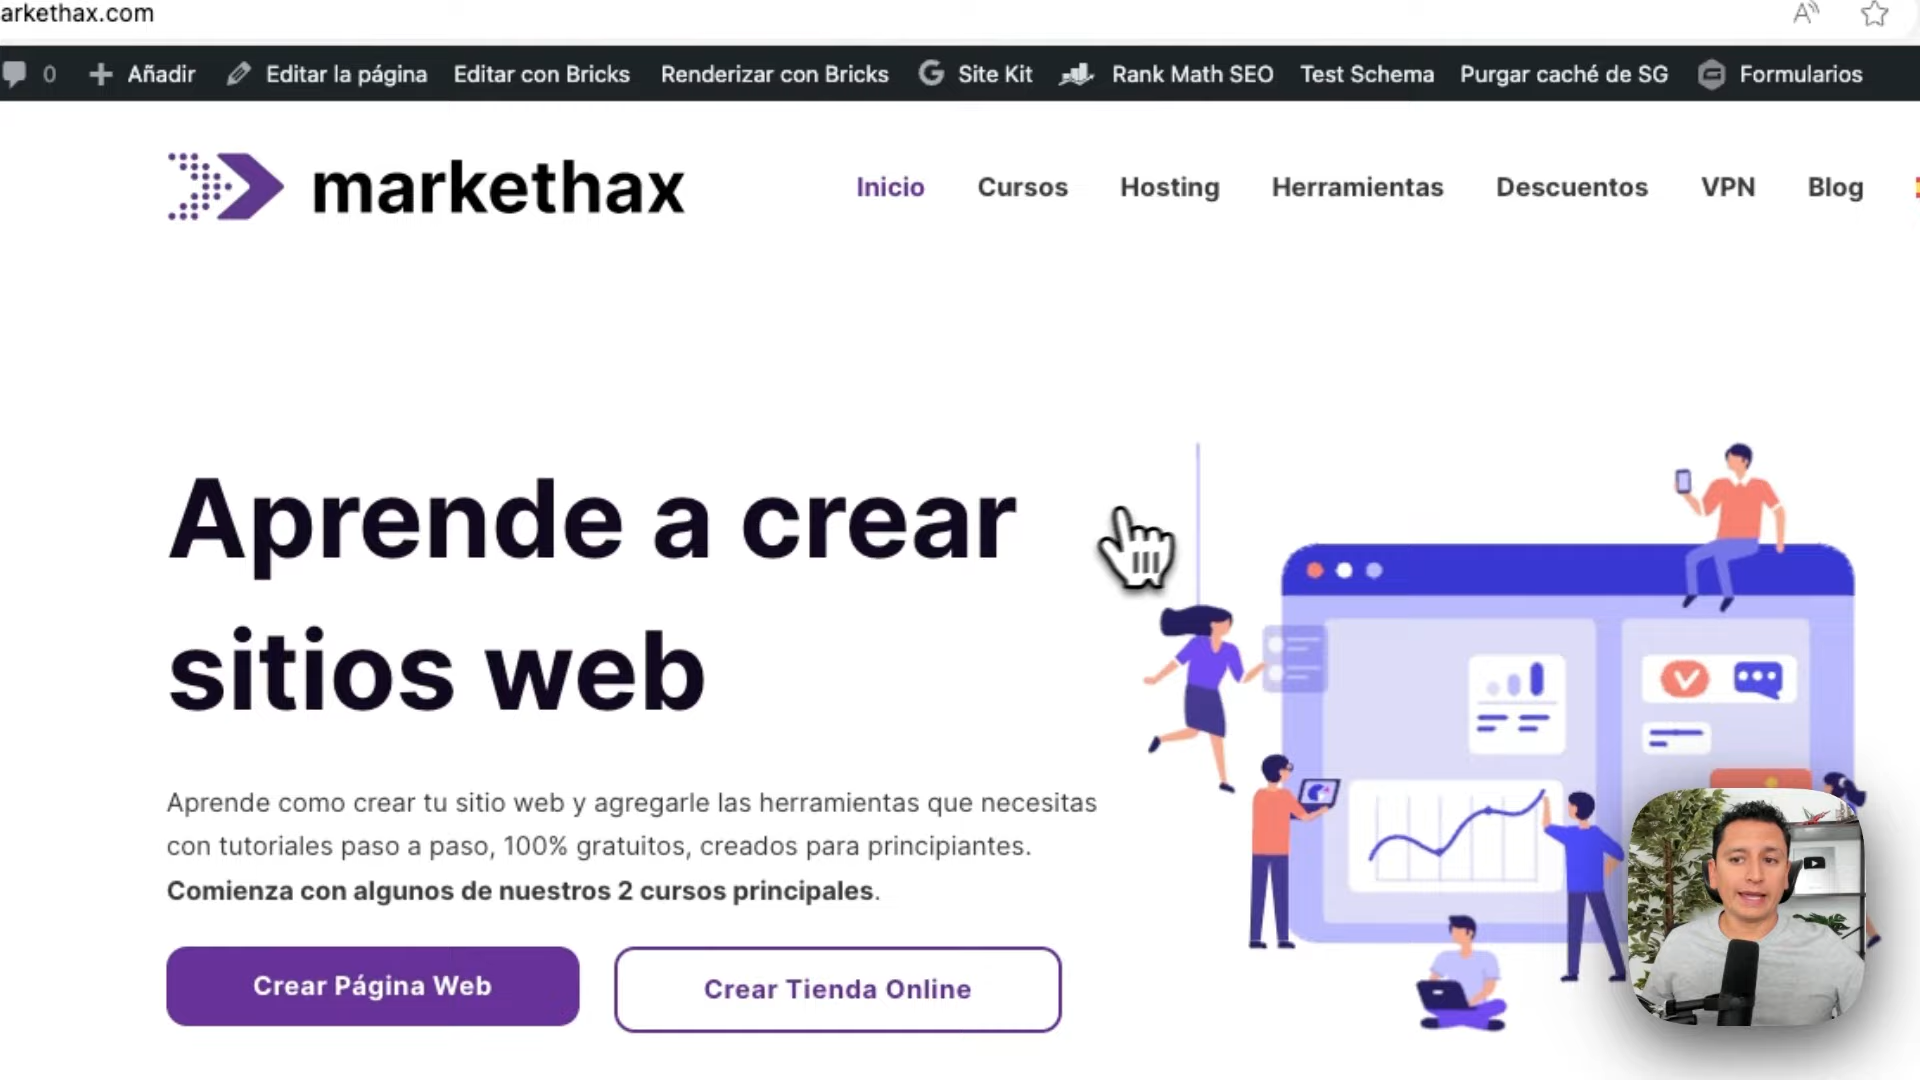 arkethax.com
0 Añadir Editar la página Editar con Bricks Renderizar con Bricks Site Kit Rank Math SEO Test Schema Purgar caché de SG Formularios
markethax Inicio Cursos Hosting Herramientas Descuentos VPN Blog
Aprende a crear
sitios web
Aprende como crear tu sitio web y agregarle las herramientas que necesitas
con tutoriales paso a paso, 100% gratuitos, creados para principiantes.
Comienza con algunos de nuestros 2 cursos principales.
Crear Página Web Crear Tienda Online